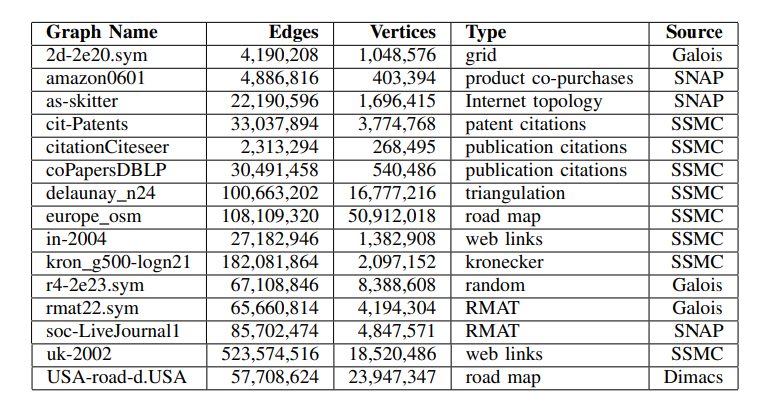 Graph Name Edges Vertices Type Source
2d-2e20.sym 4,190,208 1,048,576 grid Galois
amazon0601 4,886,816 403,394 product co-purchases SNAP
as-skitter 22,190,596 1,696,415 Internet topology SNAP
cit-Patents 33,037,894 3,774,768 patent citations SSMC
citationCiteseer 2,313,294 268,495 publication citations SSMC
coPapersDBLP 30,491,458 540,486 publication citations SSMC
delaunay_n24 100,663,202 16,777,216 triangulation SSMC
europe_osm 108,109,320 50,912,018 road map SSMC
in-2004 27,182,946 1,382,908 web links SSMC
kron_g500-logn21 182,081,864 2,097,152 kronecker SSMC
r4-2e23.sym 67,108,846 8,388,608 random Galois
rmat22.sym 65,660,814 4,194,304 RMAT Galois
soc-LiveJournal1 85,702,474 4,847,571 RMAT SNAP
uk-2002 523,574,516 18,520,486 web links SSMC
USA-road-d.USA 57,708,624 23,947,347 road map Dimacs